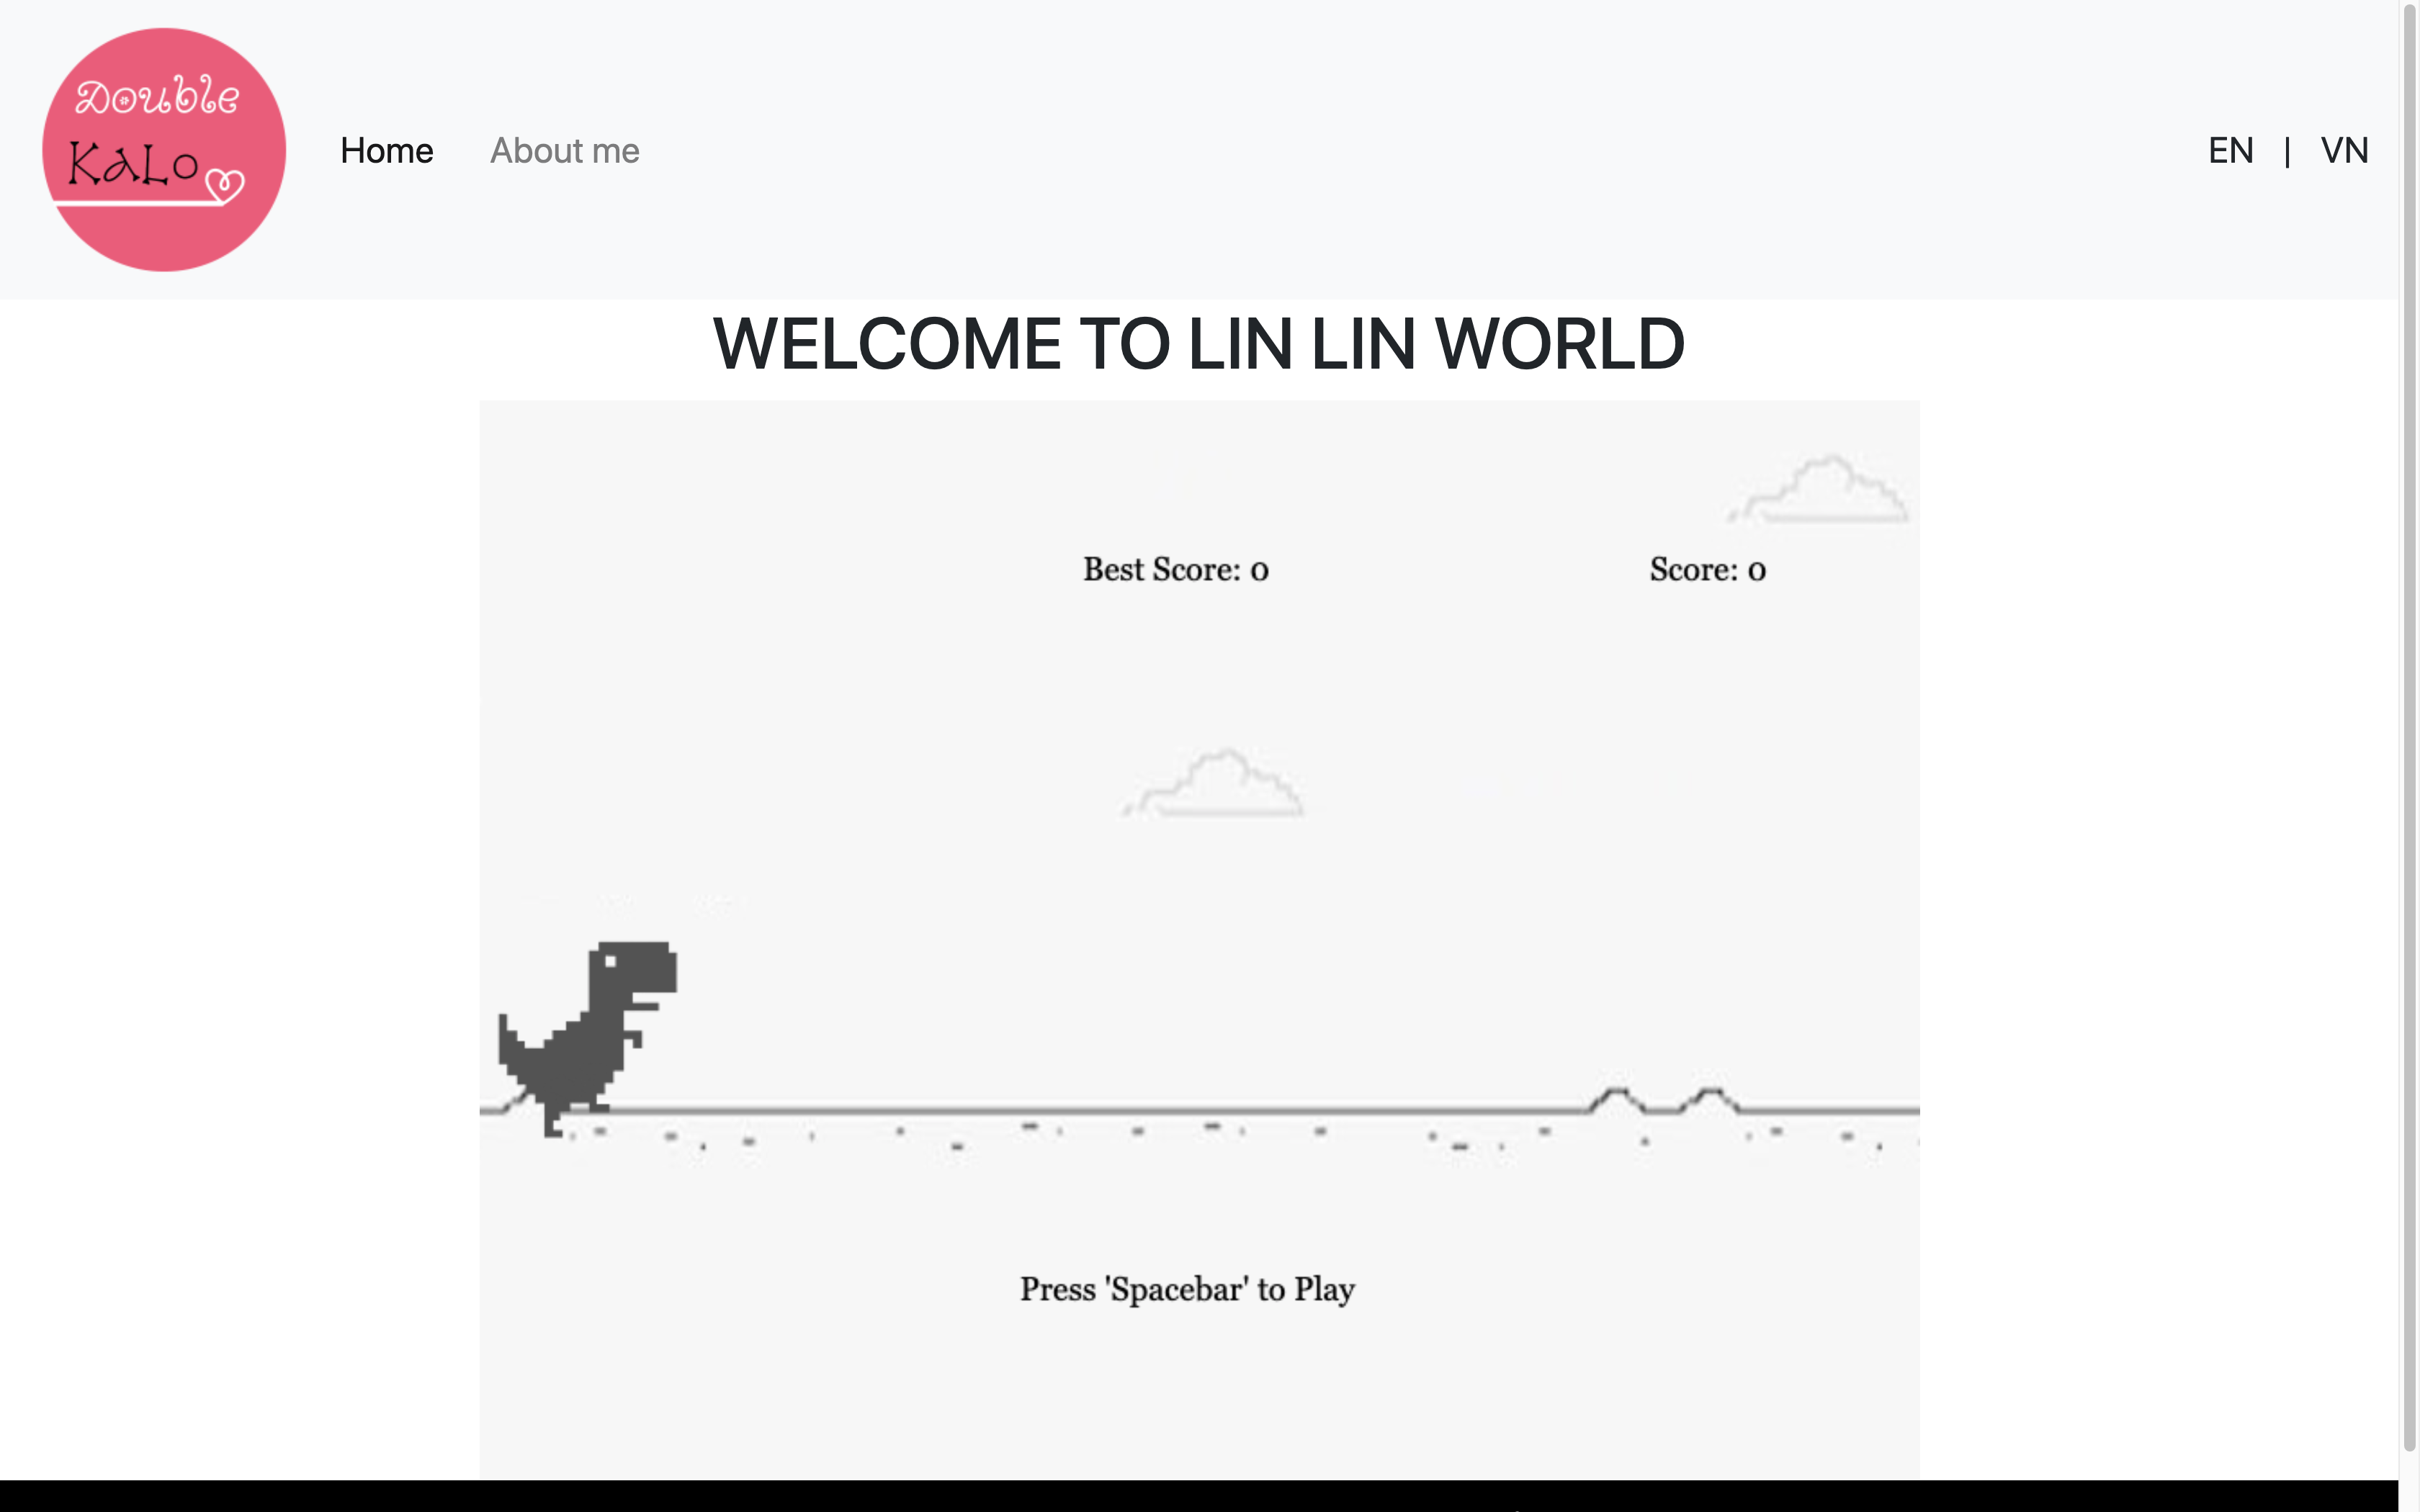 Double
KaLo
Home About me EN | VN
WELCOME TO LIN LIN WORLD
Best Score: 0 Score: 0
Press 'Spacebar' to Play